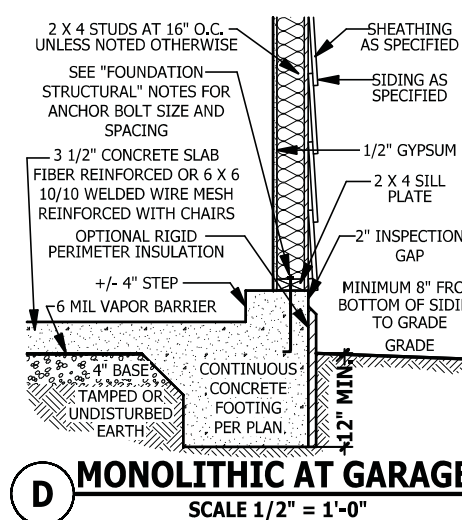 2 X 4 STUDS AT 16" O.C.
UNLESS NOTED OTHERWISE
SEE "FOUNDATION
STRUCTURAL" NOTES FOR
ANCHOR BOLT SIZE AND
SPACING
3 1/2" CONCRETE SLAB
FIBER REINFORCED OR 6 X 6
10/10 WELDED WIRE MESH
REINFORCED WITH CHAIRS
OPTIONAL RIGID
PERIMETER INSULATION
+/- 4" STEP
6 MIL VAPOR BARRIER
4" BASE
TAMPED OR
UNDISTURBED
EARTH
CONTINUOUS
CONCRETE
FOOTING
PER PLAN
SHEATHING
AS SPECIFIED
SIDING AS
SPECIFIED
1/2" GYPSUM
2 X 4 SILL
PLATE
2" INSPECTION
GAP
MINIMUM 8" FRO
BOTTOM OF SIDI
TO GRADE
GRADE
12" MIN.
D MONOLITHIC AT GARAGE
SCALE 1/2" = 1'-0"